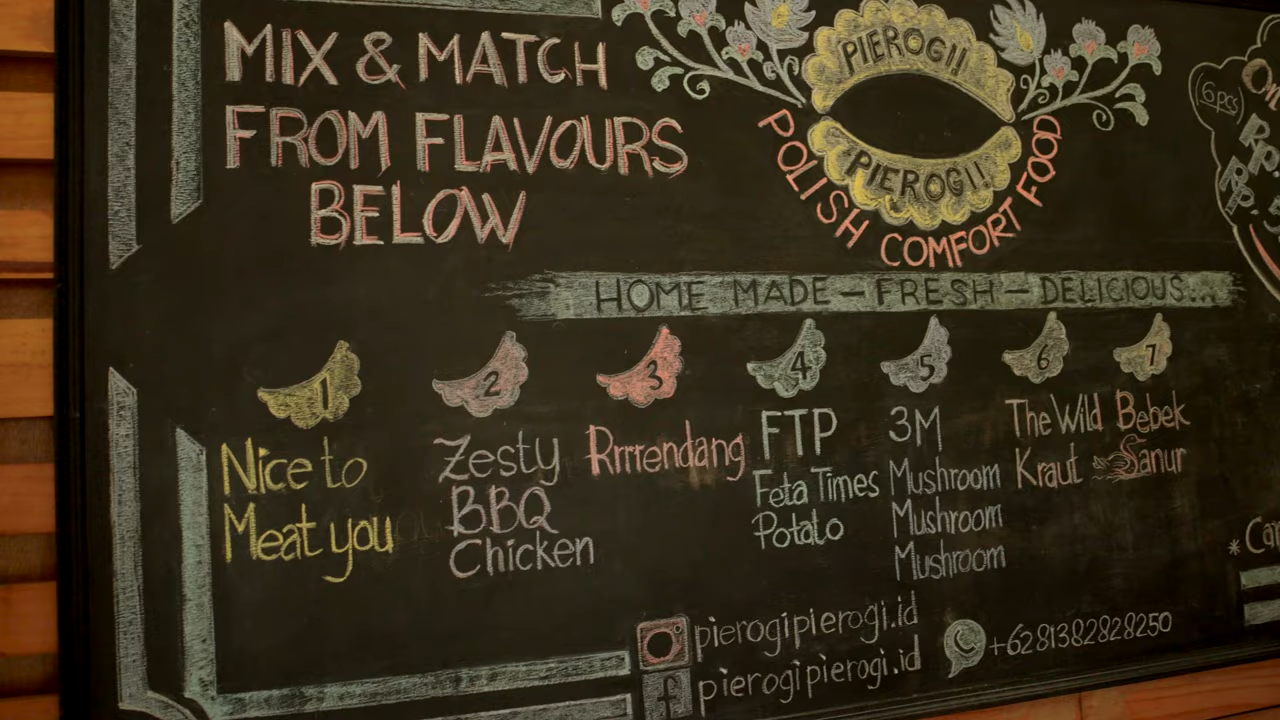 MIX & MATCH
FROM FLAVOURS
BELOW
PIEROGI!
PIEROGI!
POLISH COMFORT FOOD
6 pcs
HOME MADE - FRESH - DELICIOUS...
1
Nice to
Meat you
2
Zesty
BBQ
Chicken
3
Rrrrendang
4
FTP
Feta Times
Potato
5
3M
Mushroom
Mushroom
Mushroom
6
The Wild
Kraut
7
Bebek
Sanur
pierogipierogi.id
f pierogipierogi.id
+6281382828250